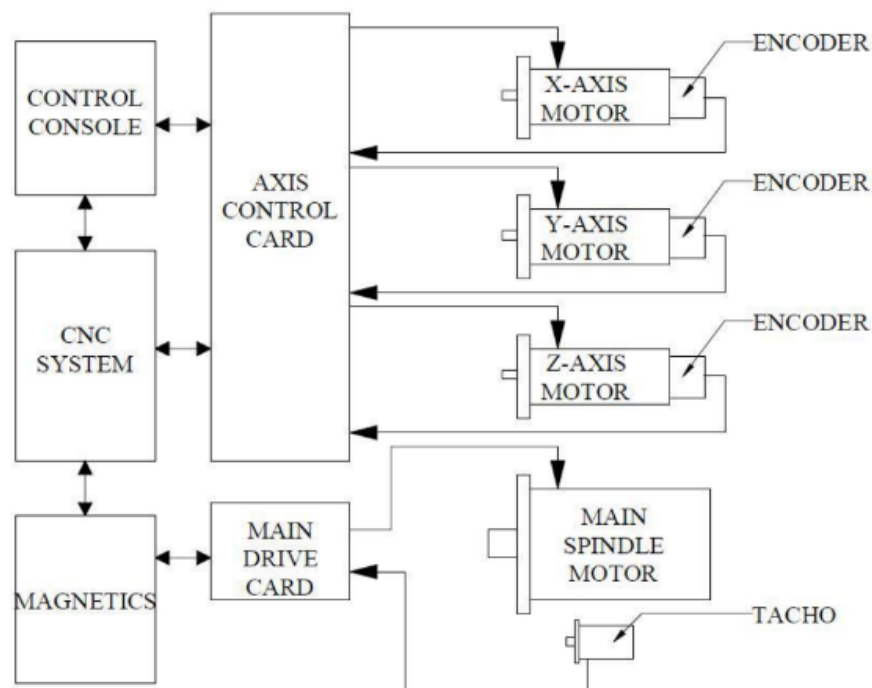 CONTROL
CONSOLE
CNC
SYSTEM
MAGNETICS
AXIS
CONTROL
CARD
MAIN
DRIVE
CARD
X-AXIS
MOTOR
ENCODER
Y-AXIS
MOTOR
ENCODER
Z-AXIS
MOTOR
ENCODER
MAIN
SPINDLE
MOTOR
TACHO